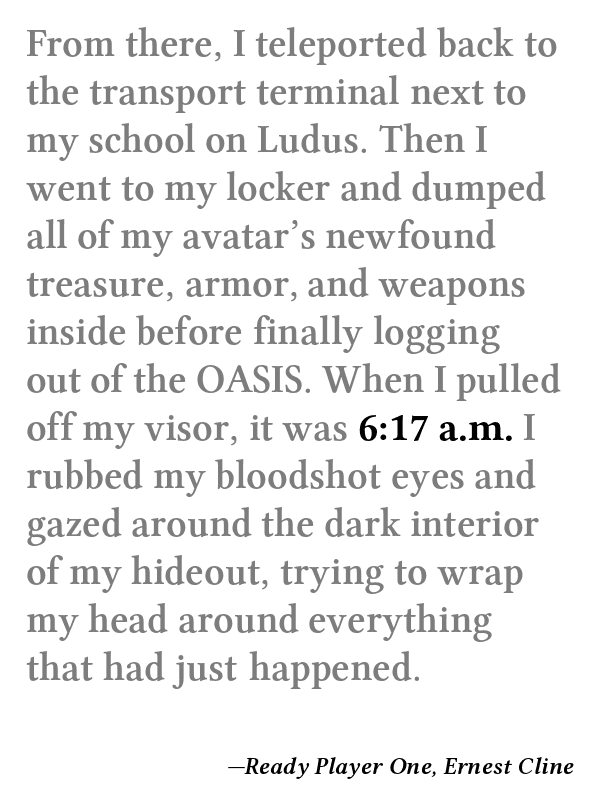 From there, I teleported back to
the transport terminal next to
my school on Ludus. Then I
went to my locker and dumped
all of my avatar’s newfound
treasure, armor, and weapons
inside before finally logging
out of the OASIS. When I pulled
off my visor, it was 6:17 a.m. I
rubbed my bloodshot eyes and
gazed around the dark interior
of my hideout, trying to wrap
my head around everything
that had just happened.
—Ready Player One, Ernest Cline